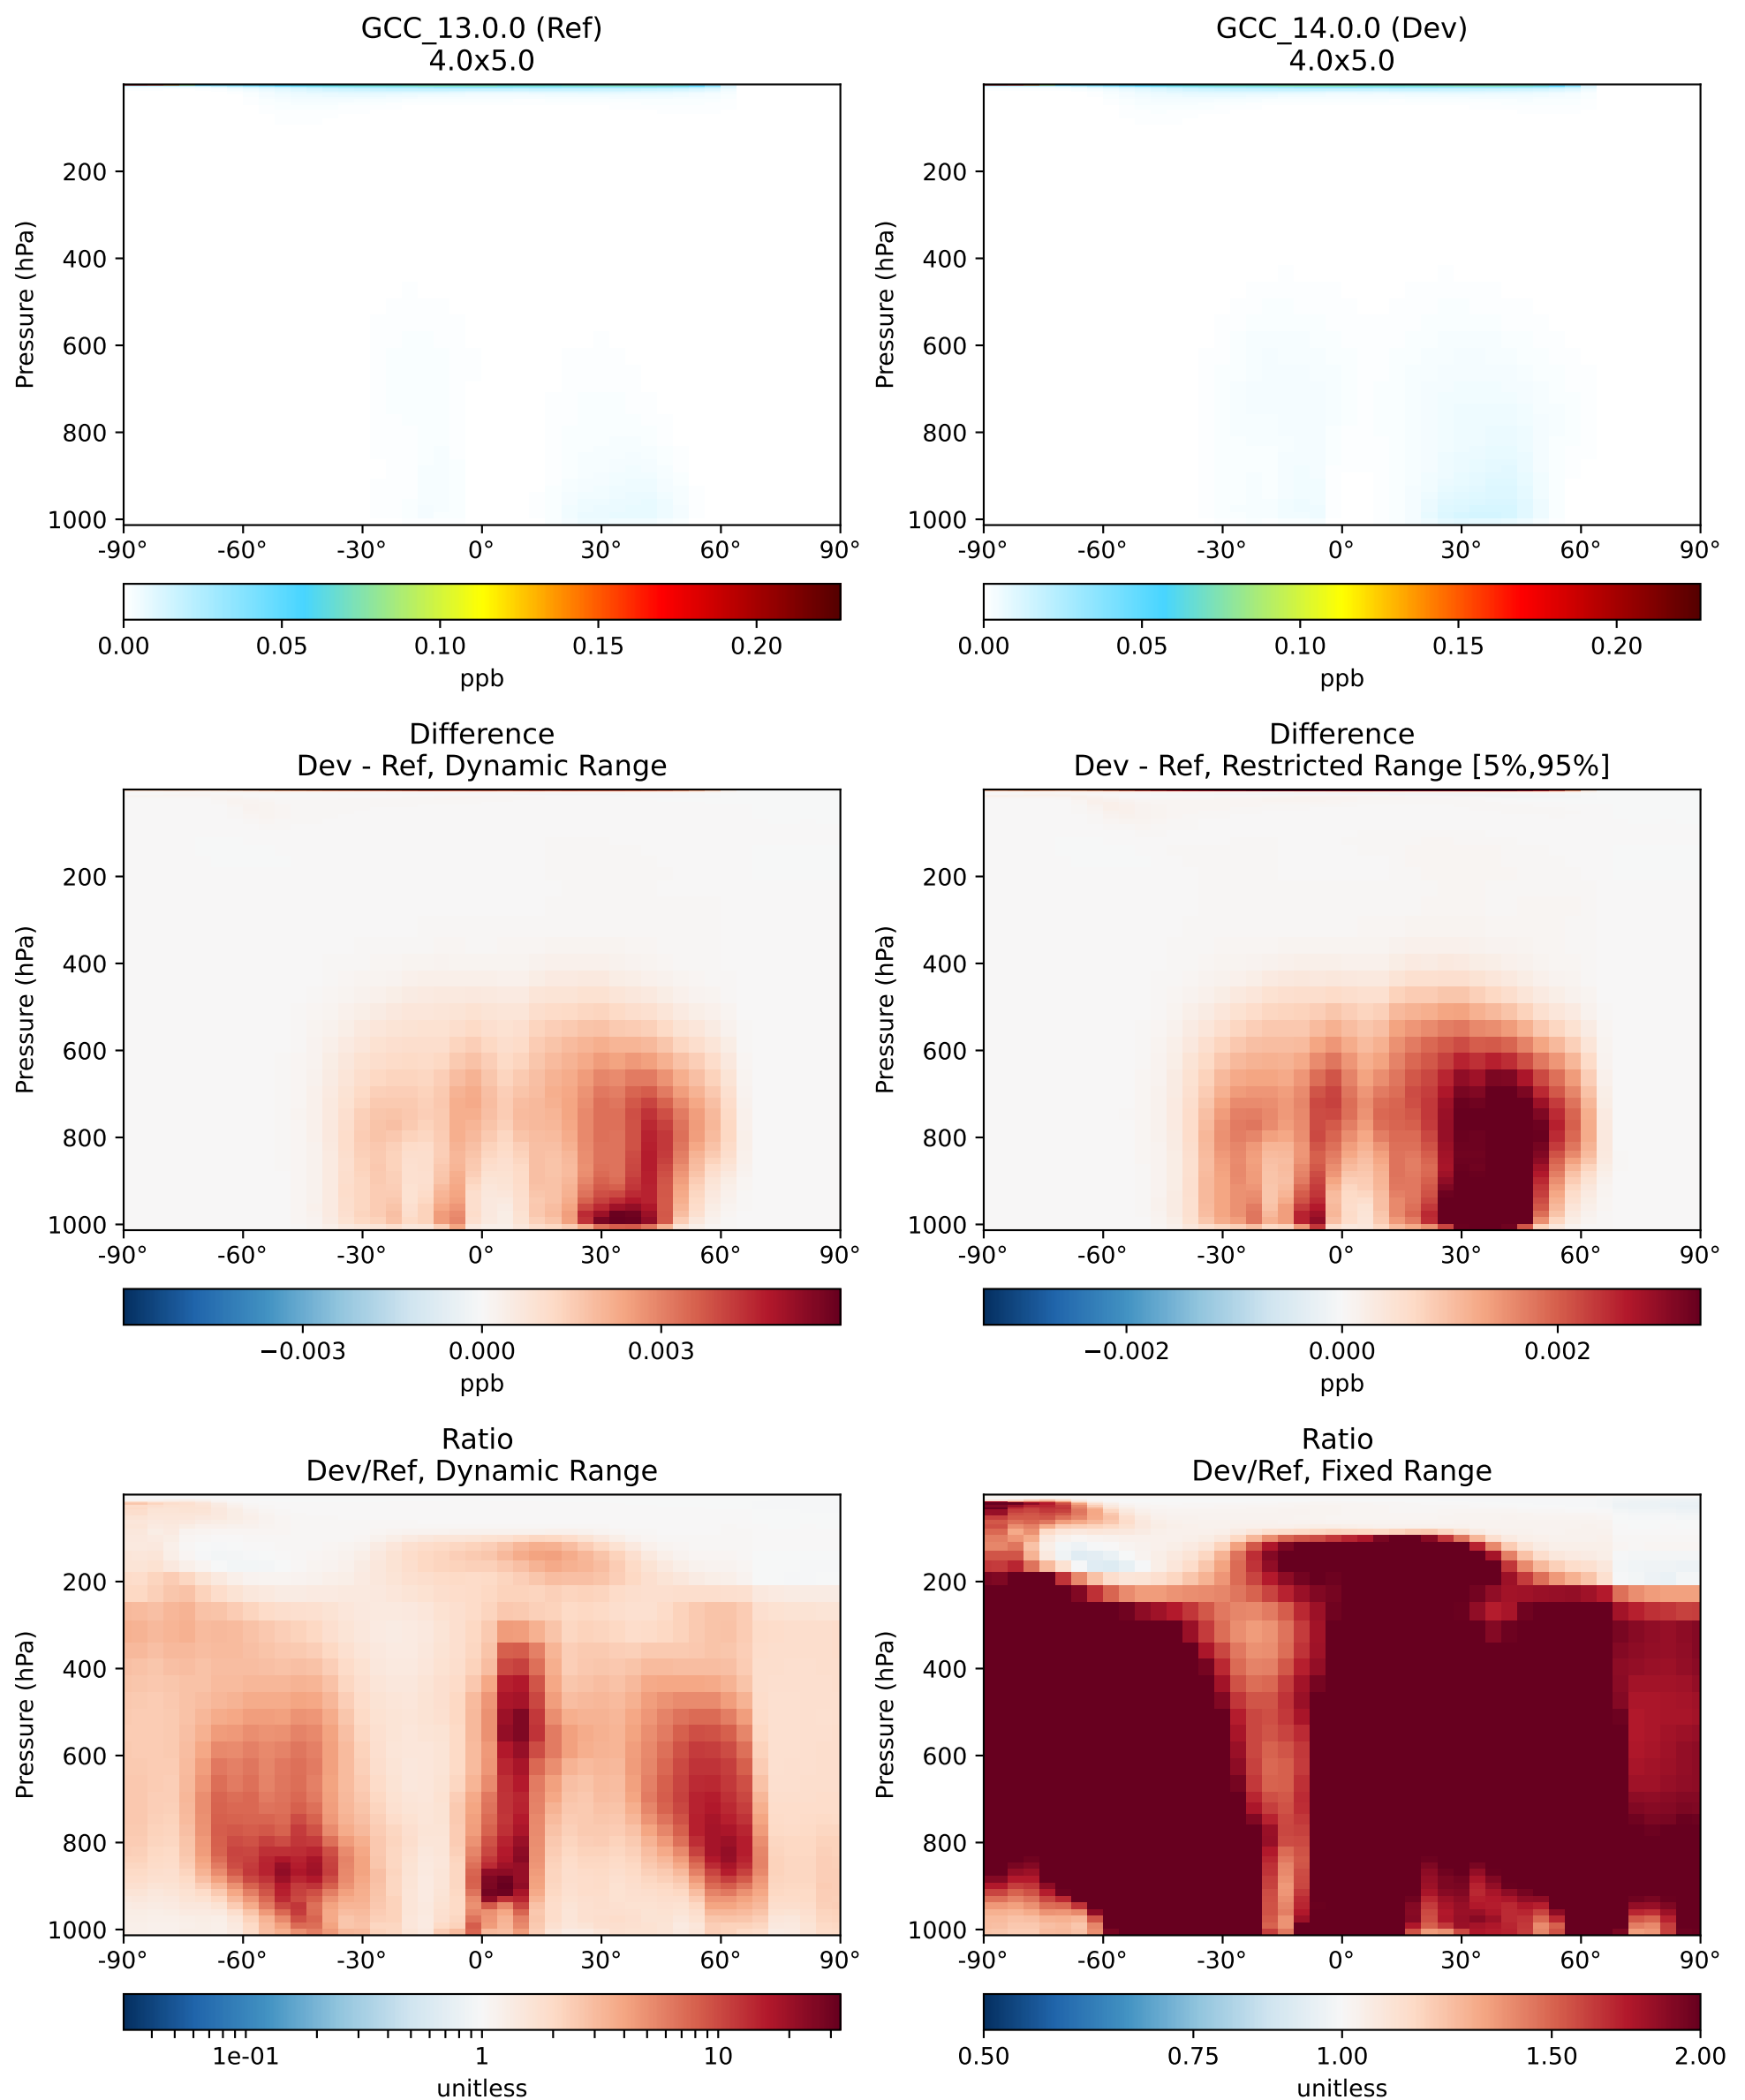 GCC_13.0.0 (Ref)
4.0x5.0
Pressure (hPa)
200
400
600
800
1000
-90° -60° -30° 0° 30° 60° 90°
0.00 0.05 0.10 0.15 0.20
ppb
GCC_14.0.0 (Dev)
4.0x5.0
Pressure (hPa)
200
400
600
800
1000
-90° -60° -30° 0° 30° 60° 90°
0.00 0.05 0.10 0.15 0.20
ppb
Difference
Dev - Ref, Dynamic Range
Pressure (hPa)
200
400
600
800
1000
-90° -60° -30° 0° 30° 60° 90°
−0.003 0.000 0.003
ppb
Difference
Dev - Ref, Restricted Range [5%,95%]
Pressure (hPa)
200
400
600
800
1000
-90° -60° -30° 0° 30° 60° 90°
−0.002 0.000 0.002
ppb
Ratio
Dev/Ref, Dynamic Range
Pressure (hPa)
200
400
600
800
1000
-90° -60° -30° 0° 30° 60° 90°
1e-01 1 10
unitless
Ratio
Dev/Ref, Fixed Range
Pressure (hPa)
200
400
600
800
1000
-90° -60° -30° 0° 30° 60° 90°
0.50 0.75 1.00 1.50 2.00
unitless